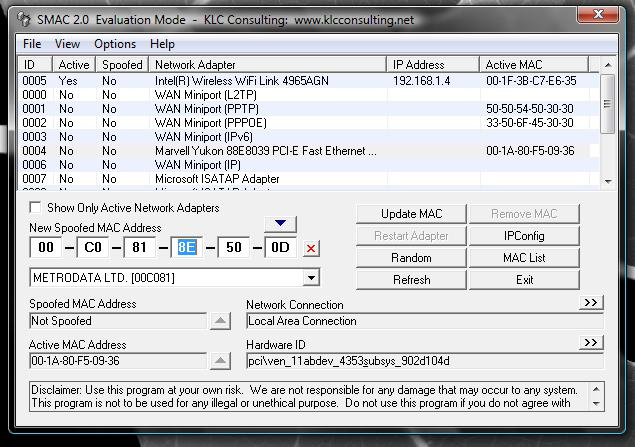 SMAC 2.0 Evaluation Mode - KLC Consulting: www.klcconsulting.net
File View Options Help
ID Active Spoofed Network Adapter IP Address Active MAC
0005 Yes No Intel(R) Wireless WiFi Link 4965AGN 192.168.1.4 00-1F-3B-C7-E6-35
0000 No No WAN Miniport (L2TP)
0001 No No WAN Miniport (PPTP) 50-50-54-50-30-30
0002 No No WAN Miniport (PPPOE) 33-50-6F-45-30-30
0003 No No WAN Miniport (IPv6)
0004 No No Marvell Yukon 88E8039 PCI-E Fast Ethernet ... 00-1A-80-F5-09-36
0006 No No WAN Miniport (IP)
0007 No No Microsoft ISATAP Adapter
Show Only Active Network Adapters
New Spoofed MAC Address
00 - C0 - 81 - 8E - 50 - 0D X
METRODATA LTD. [00C081]
Update MAC Remove MAC
Restart Adapter IPConfig
Random MAC List
Refresh Exit
Spoofed MAC Address
Not Spoofed
Network Connection >>
Local Area Connection
Active MAC Address
00-1A-80-F5-09-36
Hardware ID >>
pci\ven_11abdev_4353subsys_902d104d
Disclaimer: Use this program at your own risk. We are not responsible for any damage that may occur to any system.
This program is not to be used for any illegal or unethical purpose. Do not use this program if you do not agree with